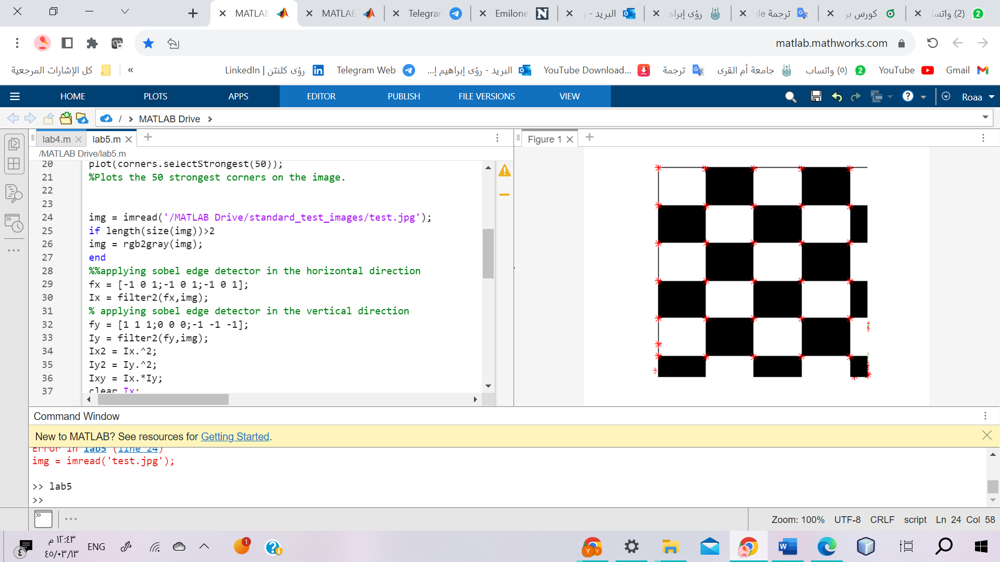 MATLAB
MATLAB
Telegram
Emilone
البريد - ر
رؤى إبراه
ترجمة gle
كورس بر
(2) واتسا
matlab.mathworks.com
كل الإشارات المرجعية
»
رؤى كلنتن | LinkedIn
Telegram Web
البريد - رؤى إبراهيم إ...
YouTube Download...
ترجمة
جامعة أم القرى
(٥) واتساب
YouTube
Gmail
HOME
PLOTS
APPS
EDITOR
PUBLISH
FILE VERSIONS
VIEW
Roaa
/ › MATLAB Drive ›
lab4.m
lab5.m
/MATLAB Drive/lab5.m
20 plot(corners.selectStrongest(50));
21 %Plots the 50 strongest corners on the image.
22
23
24 img = imread('/MATLAB Drive/standard_test_images/test.jpg');
25 if length(size(img))>2
26 img = rgb2gray(img);
27 end
28 %%applying sobel edge detector in the horizontal direction
29 fx = [-1 0 1;-1 0 1;-1 0 1];
30 Ix = filter2(fx,img);
31 % applying sobel edge detector in the vertical direction
32 fy = [1 1 1;0 0 0;-1 -1 -1];
33 Iy = filter2(fy,img);
34 Ix2 = Ix.^2;
35 Iy2 = Iy.^2;
36 Ixy = Ix.*Iy;
37 clear Ix;
Figure 1
Command Window
New to MATLAB? See resources for Getting Started.
Error in lab5 (line 24)
img = imread('test.jpg');
>> lab5
>>
Zoom: 100% UTF-8 CRLF script Ln 24 Col 58
١٢:٤٣ م
٤٥/٠٣/١٣
٤
ENG
1